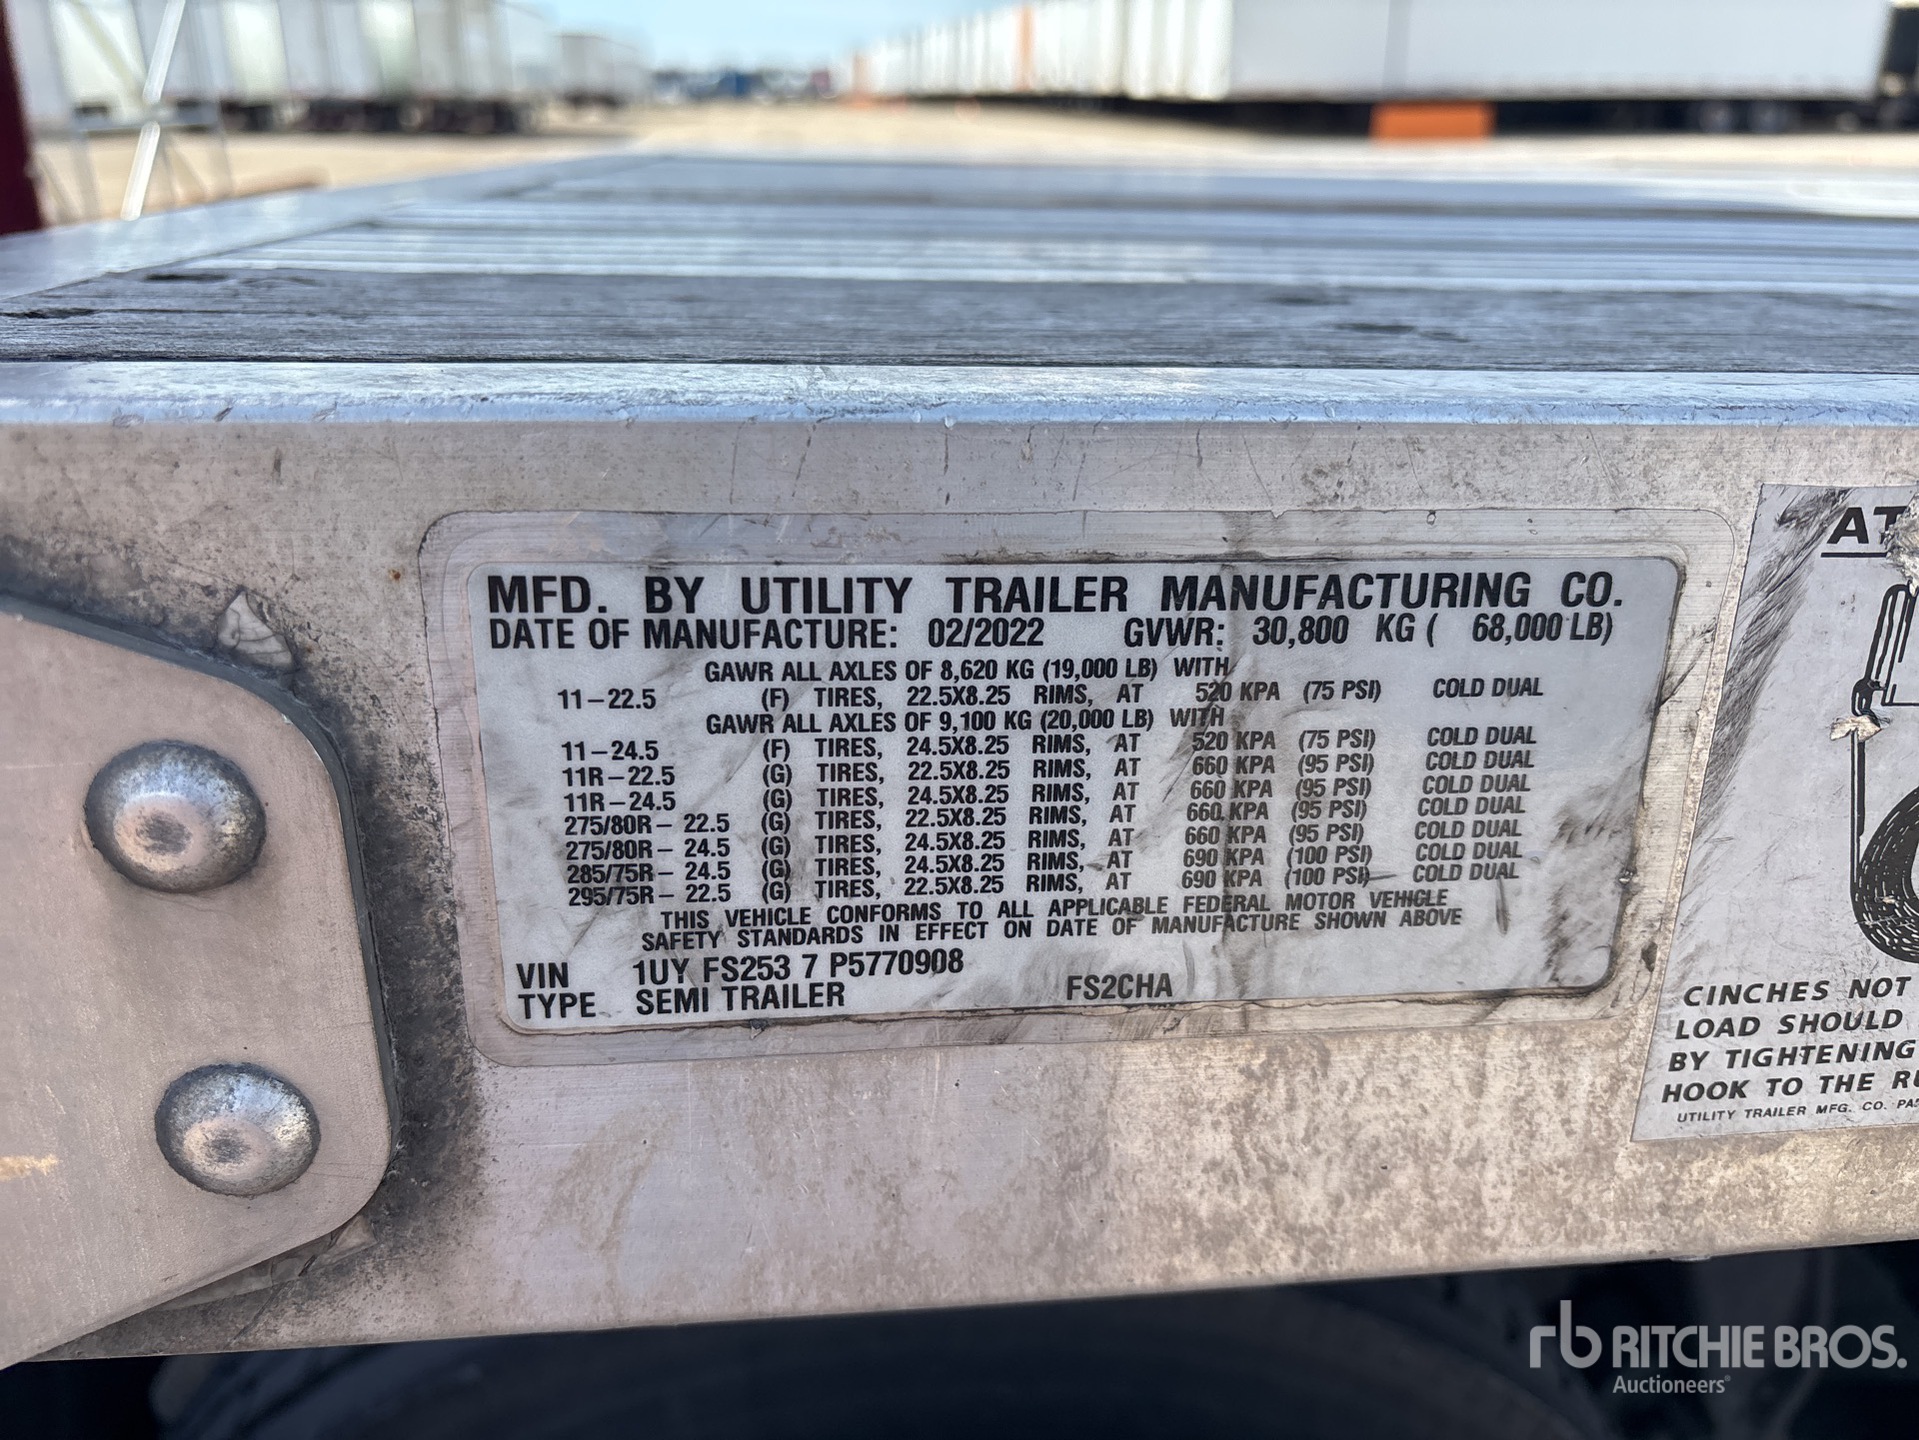 MFD. BY UTILITY TRAILER MANUFACTURING CO.
DATE OF MANUFACTURE: 02/2022 GVWR: 30,800 KG ( 68,000 LB)
GAWR ALL AXLES OF 8,620 KG (19,000 LB) WITH
11-22.5 (F) TIRES, 22.5X8.25 RIMS, AT 520 KPA (75 PSI) COLD DUAL
GAWR ALL AXLES OF 9,100 KG (20,000 LB) WITH
11-24.5 (F) TIRES, 24.5X8.25 RIMS, AT 520 KPA (75 PSI) COLD DUAL
11R-22.5 (G) TIRES, 22.5X8.25 RIMS, AT 660 KPA (95 PSI) COLD DUAL
11R-24.5 (G) TIRES, 24.5X8.25 RIMS, AT 660 KPA (95 PSI) COLD DUAL
275/80R-22.5 (G) TIRES, 22.5X8.25 RIMS, AT 660 KPA (95 PSI) COLD DUAL
275/80R-24.5 (G) TIRES, 24.5X8.25 RIMS, AT 660 KPA (95 PSI) COLD DUAL
285/75R-24.5 (G) TIRES, 24.5X8.25 RIMS, AT 690 KPA (100 PSI) COLD DUAL
295/75R-22.5 (G) TIRES, 22.5X8.25 RIMS, AT 690 KPA (100 PSI) COLD DUAL
THIS VEHICLE CONFORMS TO ALL APPLICABLE FEDERAL MOTOR VEHICLE
SAFETY STANDARDS IN EFFECT ON DATE OF MANUFACTURE SHOWN ABOVE
VIN 1UY FS253 7 P5770908
TYPE SEMI TRAILER FS2CHA
CINCHES NOT
LOAD SHOULD
BY TIGHTENING
HOOK TO THE
UTILITY TRAILER MFG. CO.
rb RITCHIE BROS.
Auctioneers®